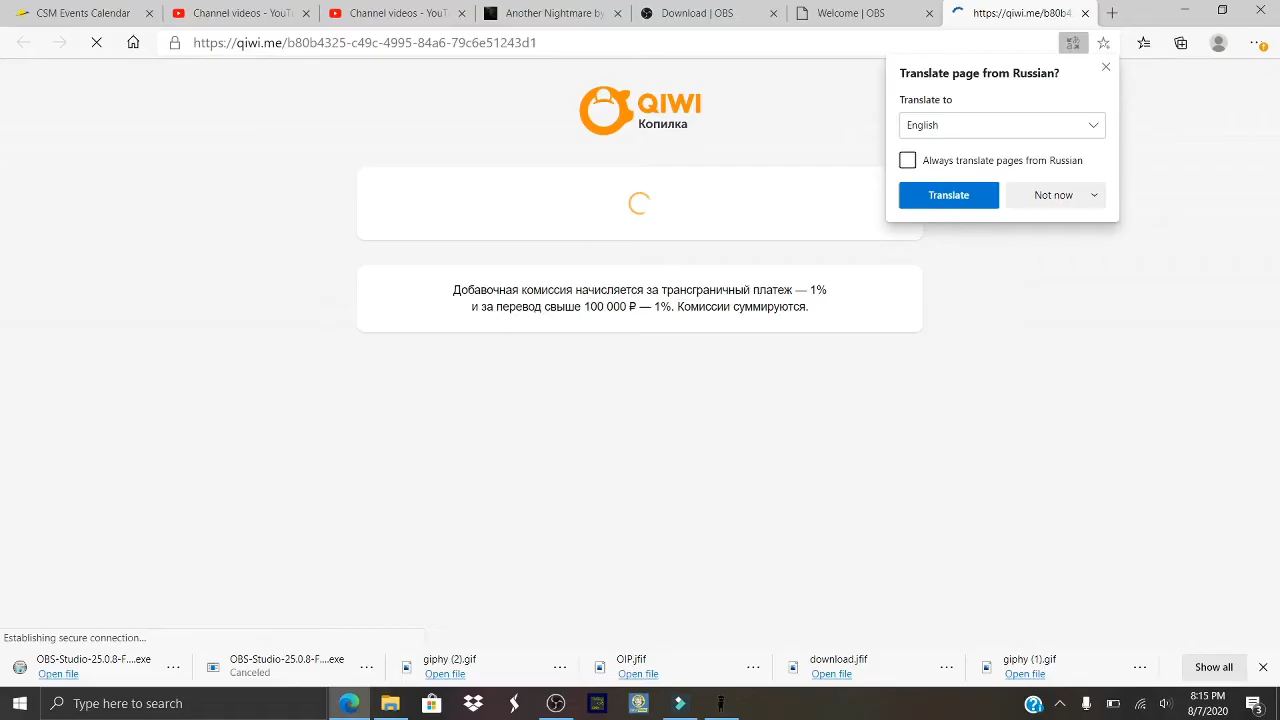 CSM Events Calendar
Channel videos - YouT
Channel videos - YouT
Ancher Nightmare by
Download | OBS
Welcome | OBS
https://qiwi.me/b80b4
https://qiwi.me/b80b4325-c49c-4995-84a6-79c6e51243d1
Translate page from Russian?
Translate to
English
Always translate pages from Russian
Translate
Not now
QIWI
Копилка
Добавочная комиссия начисляется за трансграничный платеж — 1%
и за перевод свыше 100 000 ₽ — 1%. Комиссии суммируются.
Establishing secure connection...
OBS-Studio-25.0.8-F....exe
Open file
OBS-Studio-25.0.8-F....exe
Canceled
giphy (2).gif
Open file
OIP.jfif
Open file
download.jfif
Open file
giphy (1).gif
Open file
Show all
Type here to search
8:15 PM
8/7/2020
3